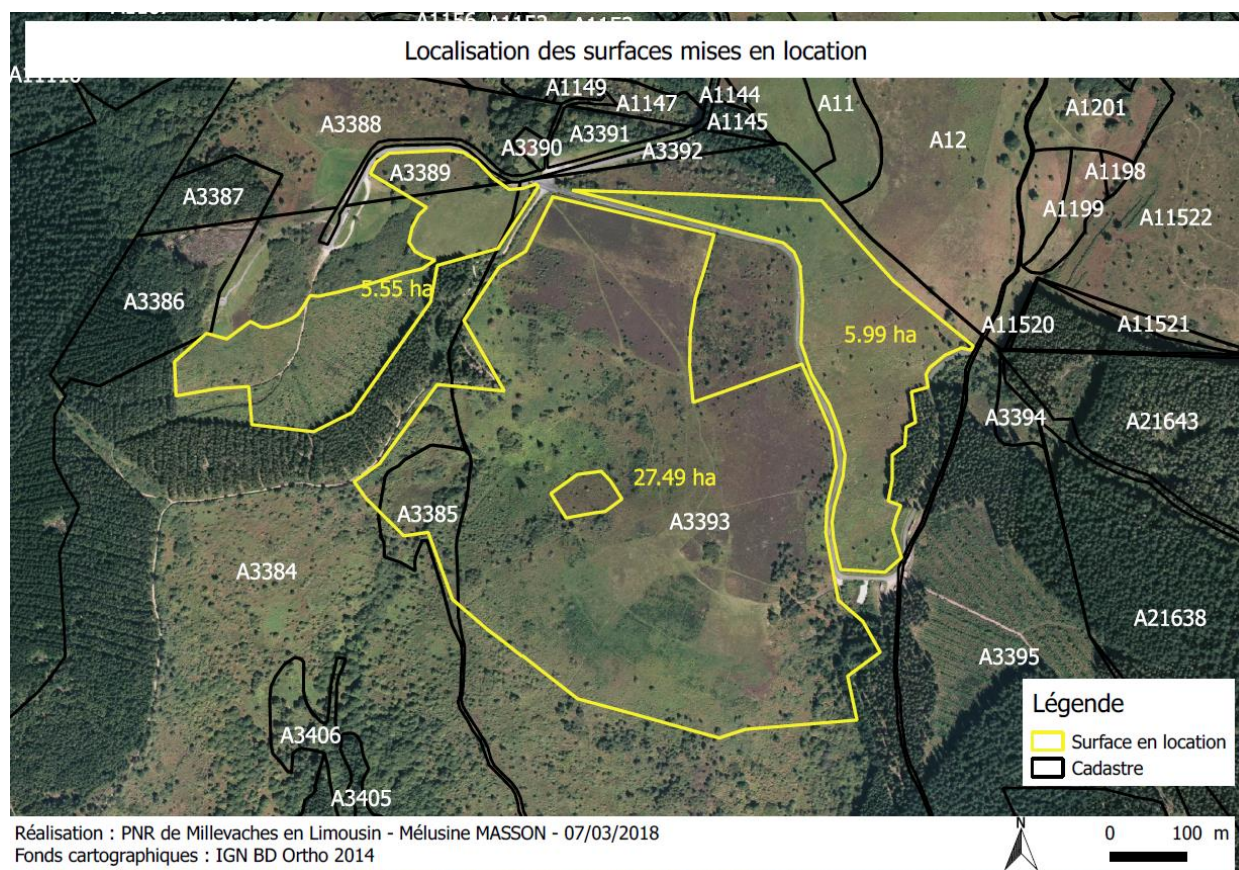 Localisation des surfaces mises en location
A1149
A1147
A1144
A11
A1201
A3388
A3390
A3391
A1145
A12
A3392
A3389
A1198
A3387
A1199
A11522
A3386
5.55 ha
5.99 ha
A11520
A11521
A3394
A21643
27.49 ha
A3385
A3393
A3384
A21638
A3395
A3406
A3405
Légende
Surface en location
Cadastre
Réalisation : PNR de Millevaches en Limousin - Mélusine MASSON - 07/03/2018
Fonds cartographiques : IGN BD Ortho 2014
N
0 100 m